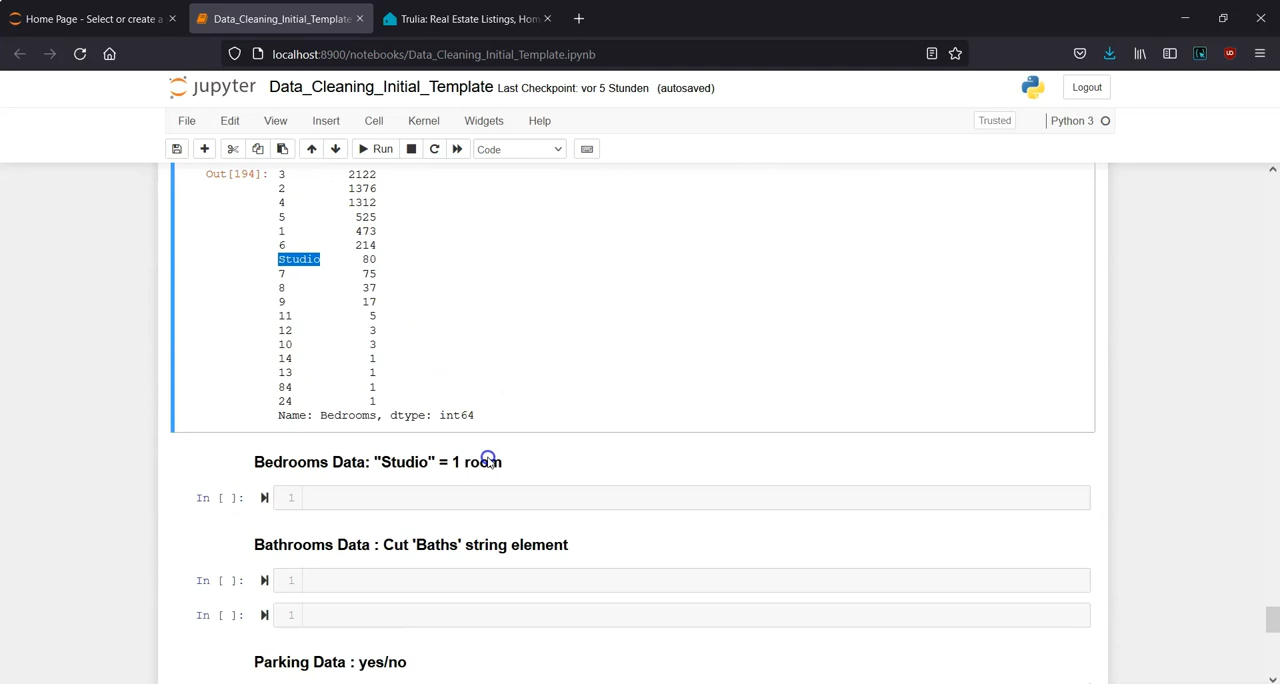 Home Page - Select or create a
Data_Cleaning_Initial_Template
Trulia: Real Estate Listings, Hom
localhost:8900/notebooks/Data_Cleaning_Initial_Template.ipynb
jupyter Data_Cleaning_Initial_Template Last Checkpoint: vor 5 Stunden (autosaved)
Logout
File Edit View Insert Cell Kernel Widgets Help
Trusted Python 3
Run Code
Out[194]: 3 2122
2 1376
4 1312
5 525
1 473
6 214
Studio 80
7 75
8 37
9 17
11 5
12 3
10 3
14 1
13 1
84 1
24 1
Name: Bedrooms, dtype: int64
Bedrooms Data: "Studio" = 1 room
In [ ]: 1
Bathrooms Data : Cut 'Baths' string element
In [ ]: 1
In [ ]: 1
Parking Data : yes/no